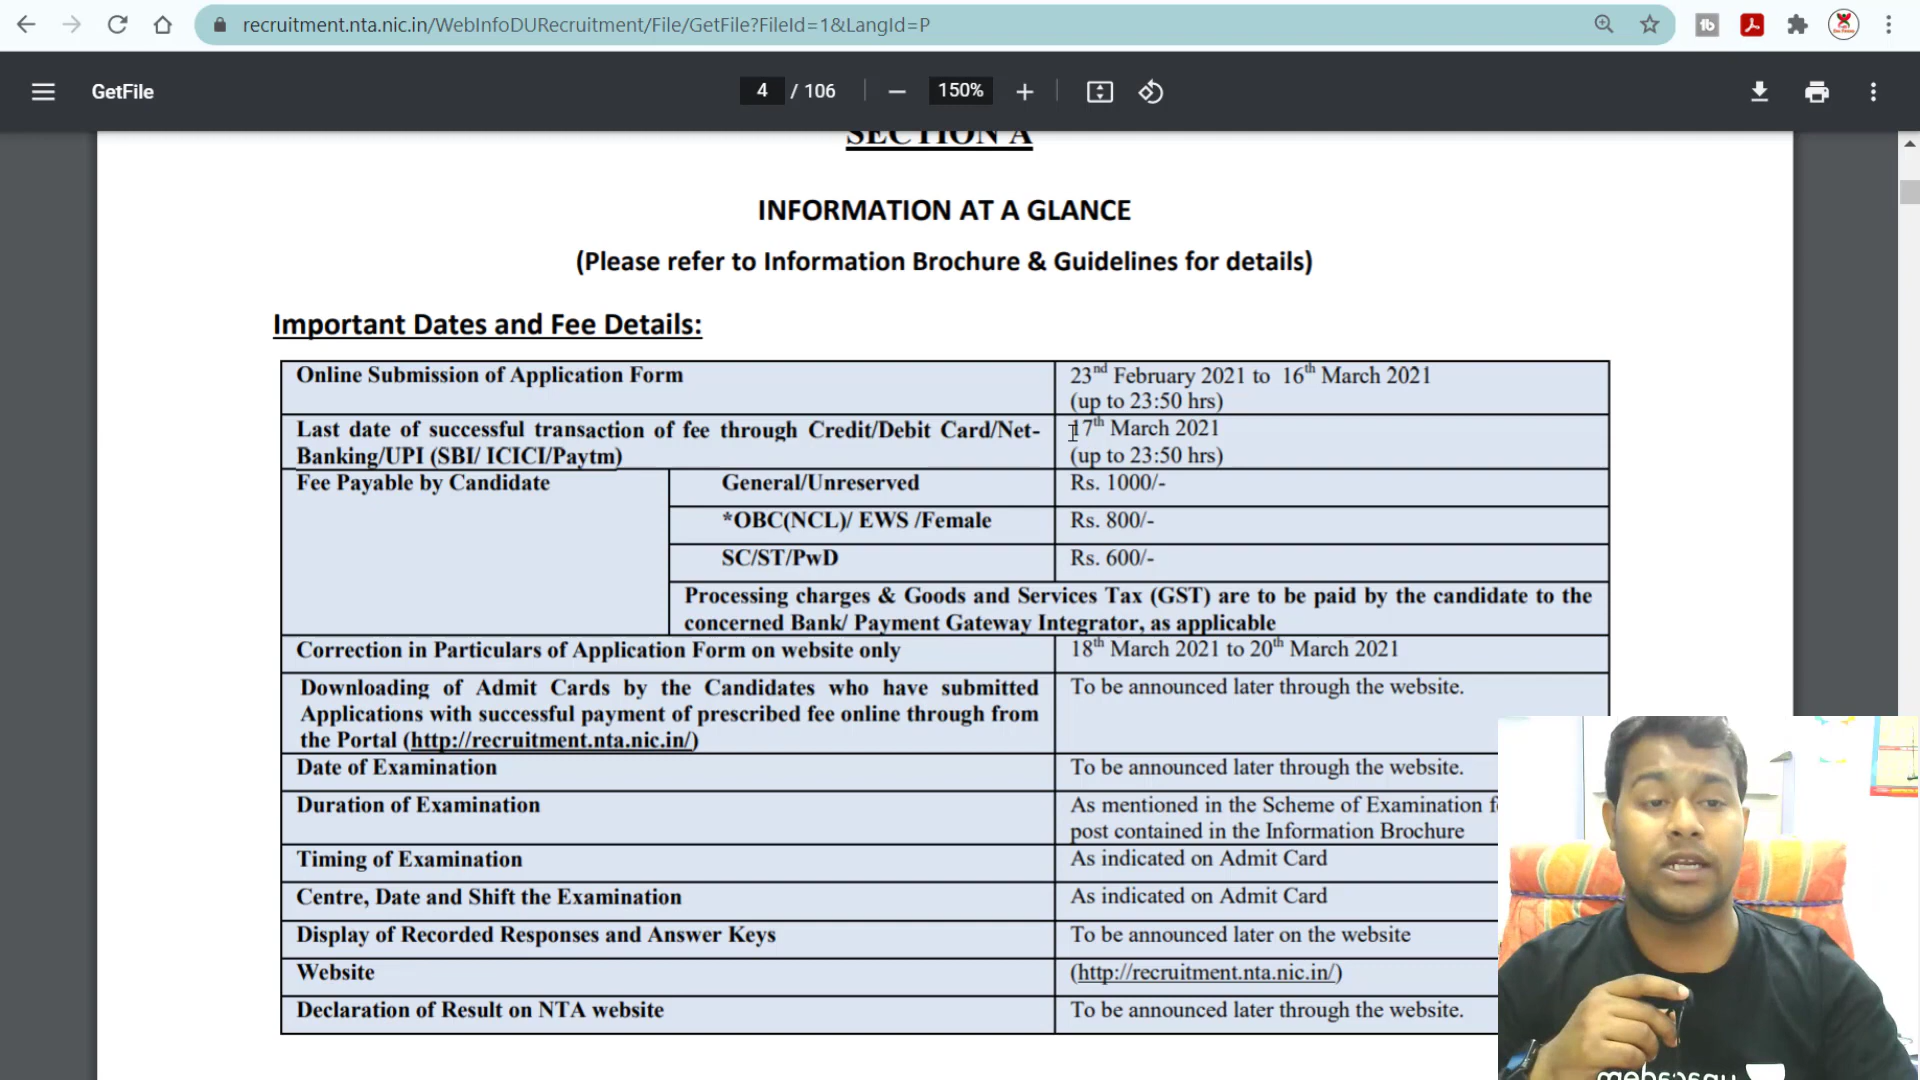 recruitment.nta.nic.in/WebInfoDURecruitment/File/GetFile?FileId=1&LangId=P
GetFile
4 / 106
150%
SECTION A
INFORMATION AT A GLANCE
(Please refer to Information Brochure & Guidelines for details)
Important Dates and Fee Details:
Online Submission of Application Form
23nd February 2021 to 16th March 2021
(up to 23:50 hrs)
Last date of successful transaction of fee through Credit/Debit Card/Net-
Banking/UPI (SBI/ ICICI/Paytm)
17th March 2021
(up to 23:50 hrs)
Fee Payable by Candidate
General/Unreserved
Rs. 1000/-
*OBC(NCL)/ EWS /Female
Rs. 800/-
SC/ST/PwD
Rs. 600/-
Processing charges & Goods and Services Tax (GST) are to be paid by the candidate to the
concerned Bank/ Payment Gateway Integrator, as applicable
Correction in Particulars of Application Form on website only
18th March 2021 to 20th March 2021
Downloading of Admit Cards by the Candidates who have submitted
Applications with successful payment of prescribed fee online through from
the Portal (http://recruitment.nta.nic.in/)
To be announced later through the website.
Date of Examination
To be announced later through the website.
Duration of Examination
As mentioned in the Scheme of Examination f
post contained in the Information Brochure
Timing of Examination
As indicated on Admit Card
Centre, Date and Shift the Examination
As indicated on Admit Card
Display of Recorded Responses and Answer Keys
To be announced later on the website
Website
(http://recruitment.nta.nic.in/)
Declaration of Result on NTA website
To be announced later through the website.